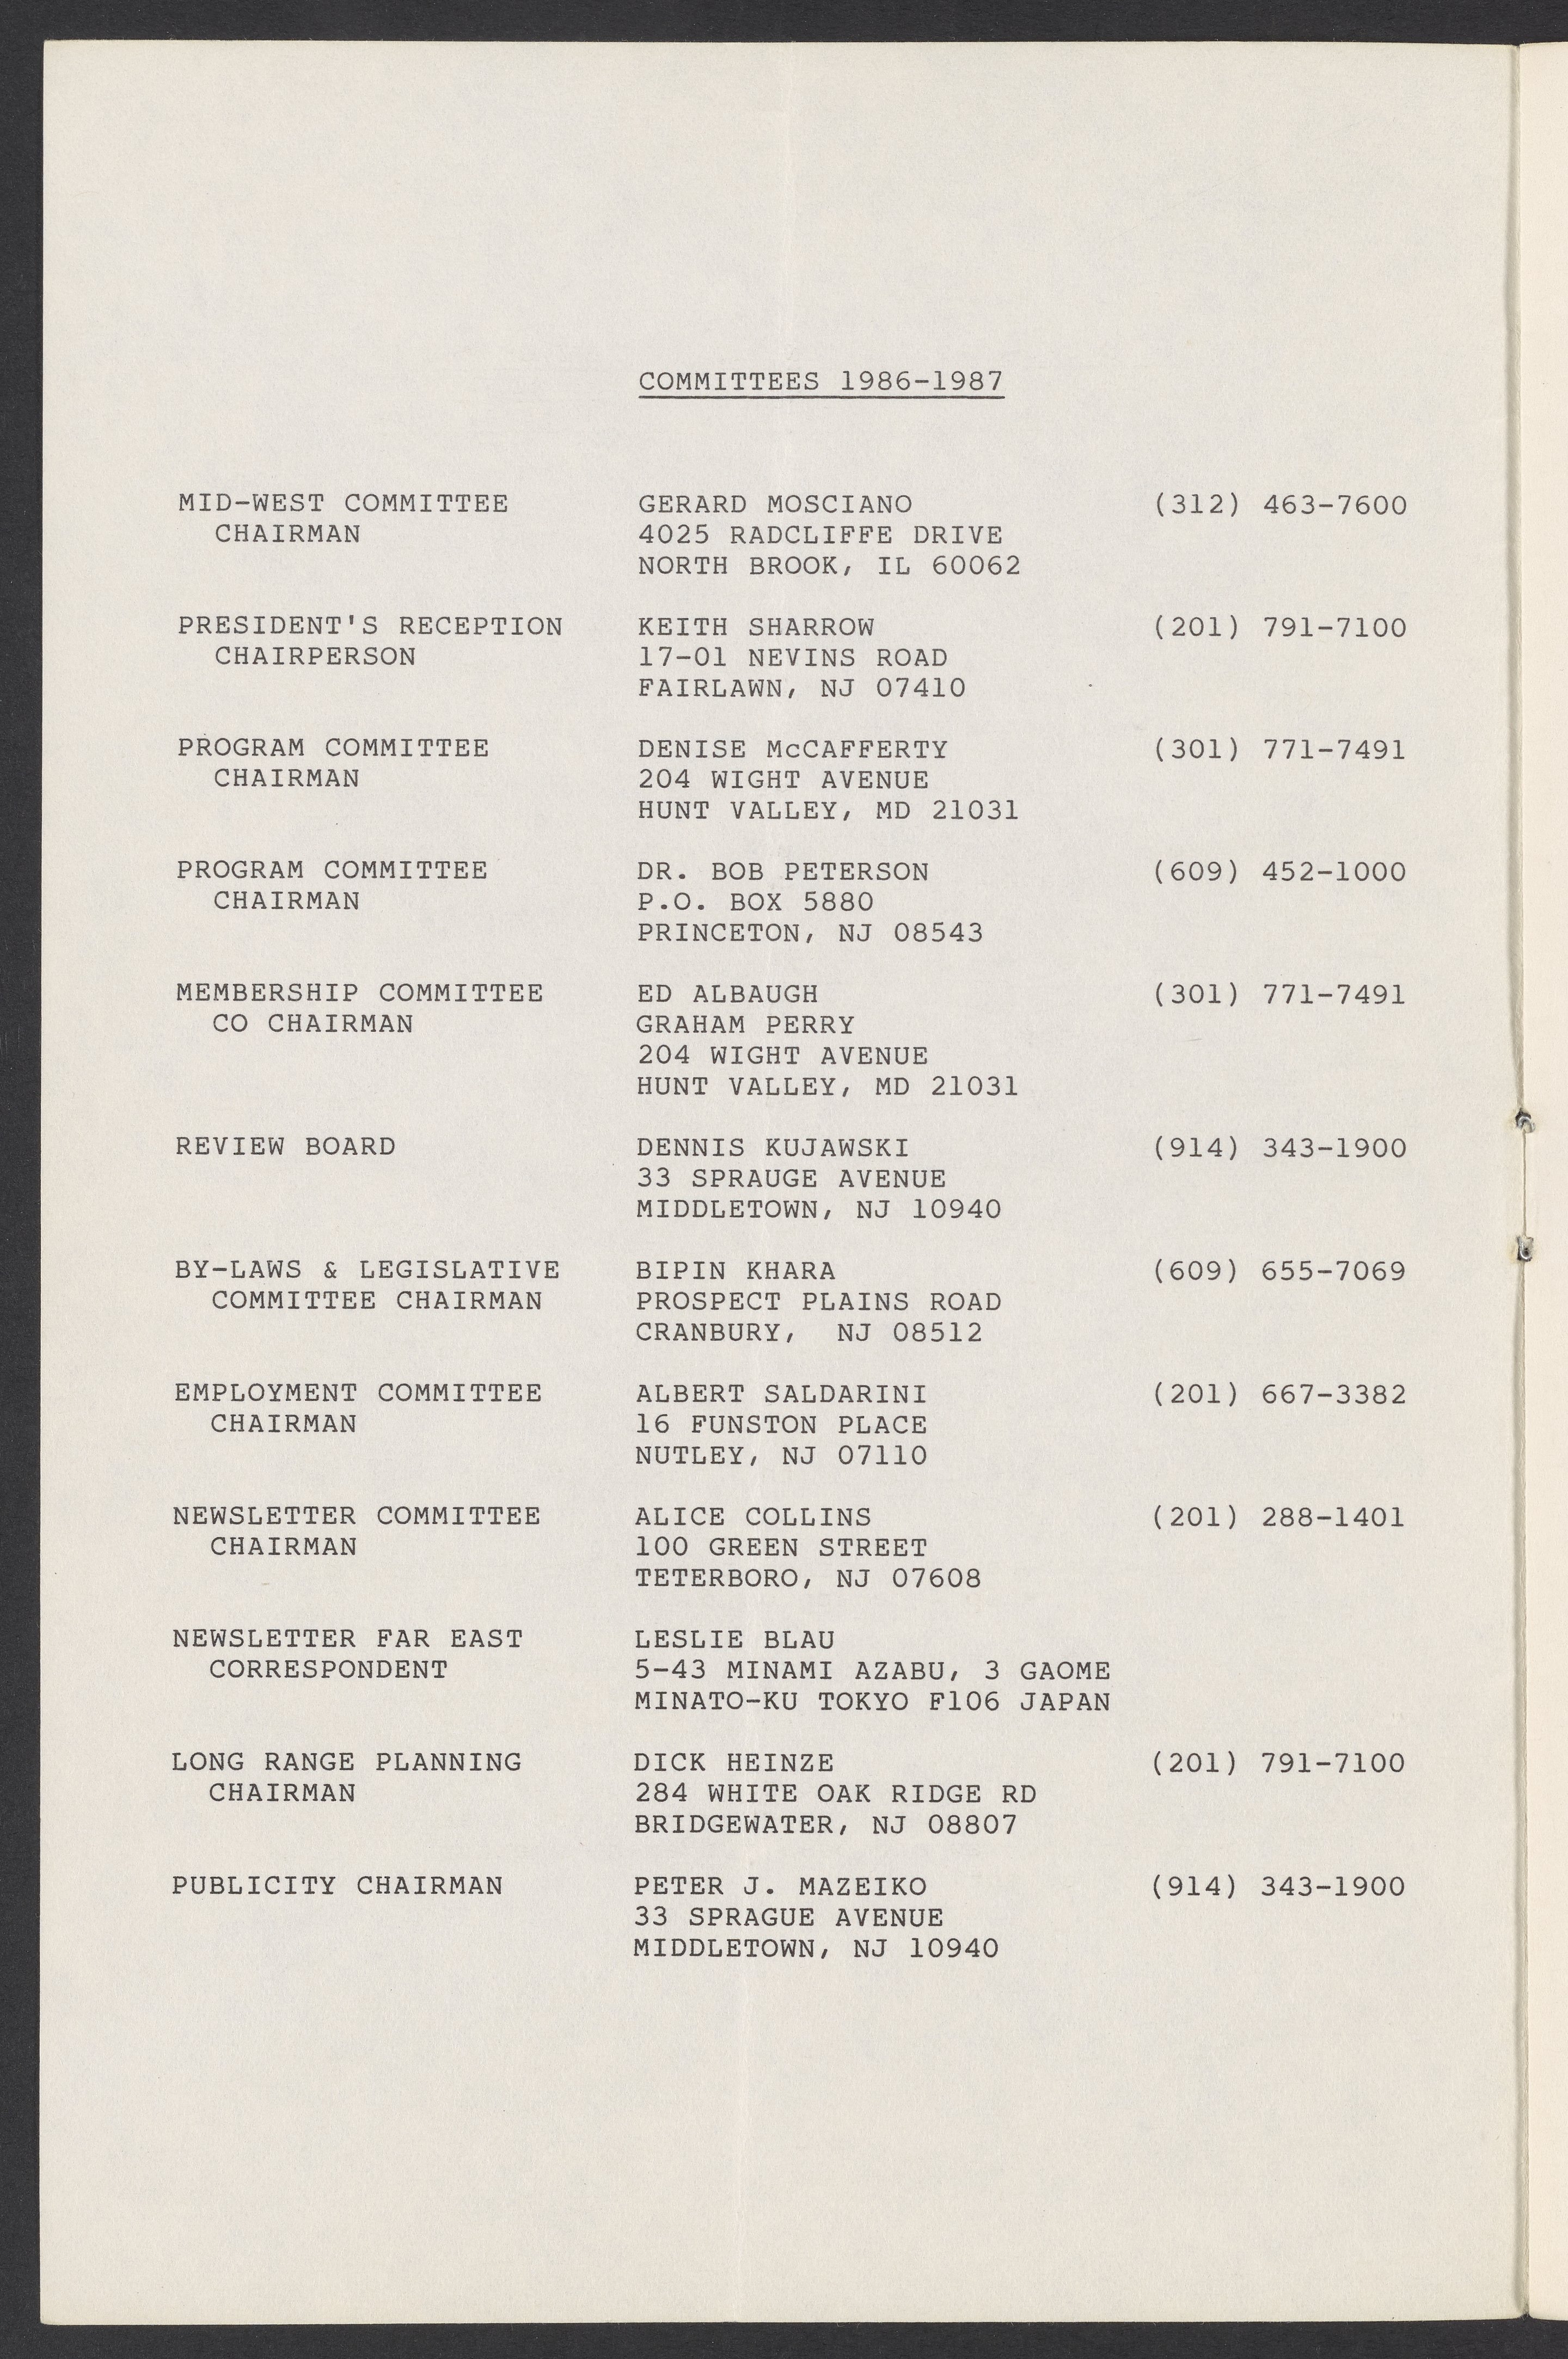 COMMITTEES 1986-1987
MID-WEST COMMITTEE GERARD MOSCIANO (312) 463-7600
CHAIRMAN 4025 RADCLIFFE DRIVE
NORTH BROOK, IL 60062
PRESIDENT'S RECEPTION KEITH SHARROW (201) 791-7100
CHAIRPERSON 17-01 NEVINS ROAD
FAIRLAWN, NJ 07410
PROGRAM COMMITTEE DENISE McCAFFERTY (301) 771-7491
CHAIRMAN 204 WIGHT AVENUE
HUNT VALLEY, MD 21031
PROGRAM COMMITTEE DR. BOB PETERSON (609) 452-1000
CHAIRMAN P.O. BOX 5880
PRINCETON, NJ 08543
MEMBERSHIP COMMITTEE ED ALBAUGH (301) 771-7491
CO CHAIRMAN GRAHAM PERRY
204 WIGHT AVENUE
HUNT VALLEY, MD 21031
REVIEW BOARD DENNIS KUJAWSKI (914) 343-1900
33 SPRAUGE AVENUE
MIDDLETOWN, NJ 10940
BY-LAWS & LEGISLATIVE BIPIN KHARA (609) 655-7069
COMMITTEE CHAIRMAN PROSPECT PLAINS ROAD
CRANBURY, NJ 08512
EMPLOYMENT COMMITTEE ALBERT SALDARINI (201) 667-3382
CHAIRMAN 16 FUNSTON PLACE
NUTLEY, NJ 07110
NEWSLETTER COMMITTEE ALICE COLLINS (201) 288-1401
CHAIRMAN 100 GREEN STREET
TETERBORO, NJ 07608
NEWSLETTER FAR EAST LESLIE BLAU
CORRESPONDENT 5-43 MINAMI AZABU, 3 GAOME
MINATO-KU TOKYO F106 JAPAN
LONG RANGE PLANNING DICK HEINZE (201) 791-7100
CHAIRMAN 284 WHITE OAK RIDGE RD
BRIDGEWATER, NJ 08807
PUBLICITY CHAIRMAN PETER J. MAZEIKO (914) 343-1900
33 SPRAGUE AVENUE
MIDDLETOWN, NJ 10940